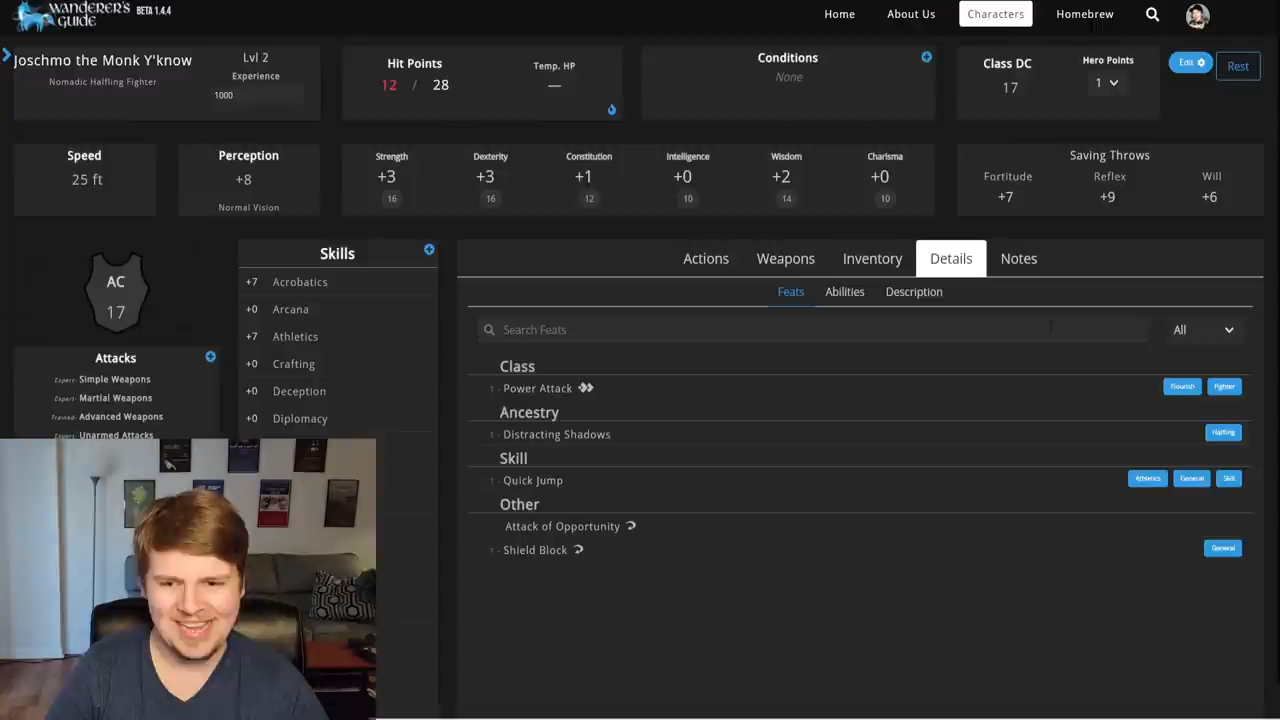 WANDERER'S GUIDE
BETA 1.4.4
Home
About Us
Characters
Homebrew
Joschmo the Monk Y'know
Nomadic Halfling Fighter
Lvl 2
Experience
1000
Hit Points
12 / 28
Temp. HP
—
Conditions
None
Class DC
17
Hero Points
1
Edit
Rest
Speed
25 ft
Perception
+8
Normal Vision
Strength
+3
16
Dexterity
+3
16
Constitution
+1
12
Intelligence
+0
10
Wisdom
+2
14
Charisma
+0
10
Saving Throws
Fortitude
+7
Reflex
+9
Will
+6
AC
17
Attacks
Expert - Simple Weapons
Expert - Martial Weapons
Trained - Advanced Weapons
Expert - Unarmed Attacks
Skills
+7 Acrobatics
+0 Arcana
+7 Athletics
+0 Crafting
+0 Deception
+0 Diplomacy
Actions
Weapons
Inventory
Details
Notes
Feats
Abilities
Description
Search Feats
All
Class
1 - Power Attack
Flourish
Fighter
Ancestry
1 - Distracting Shadows
Halfling
Skill
1 - Quick Jump
Athletics
General
Skill
Other
Attack of Opportunity
1 - Shield Block
General